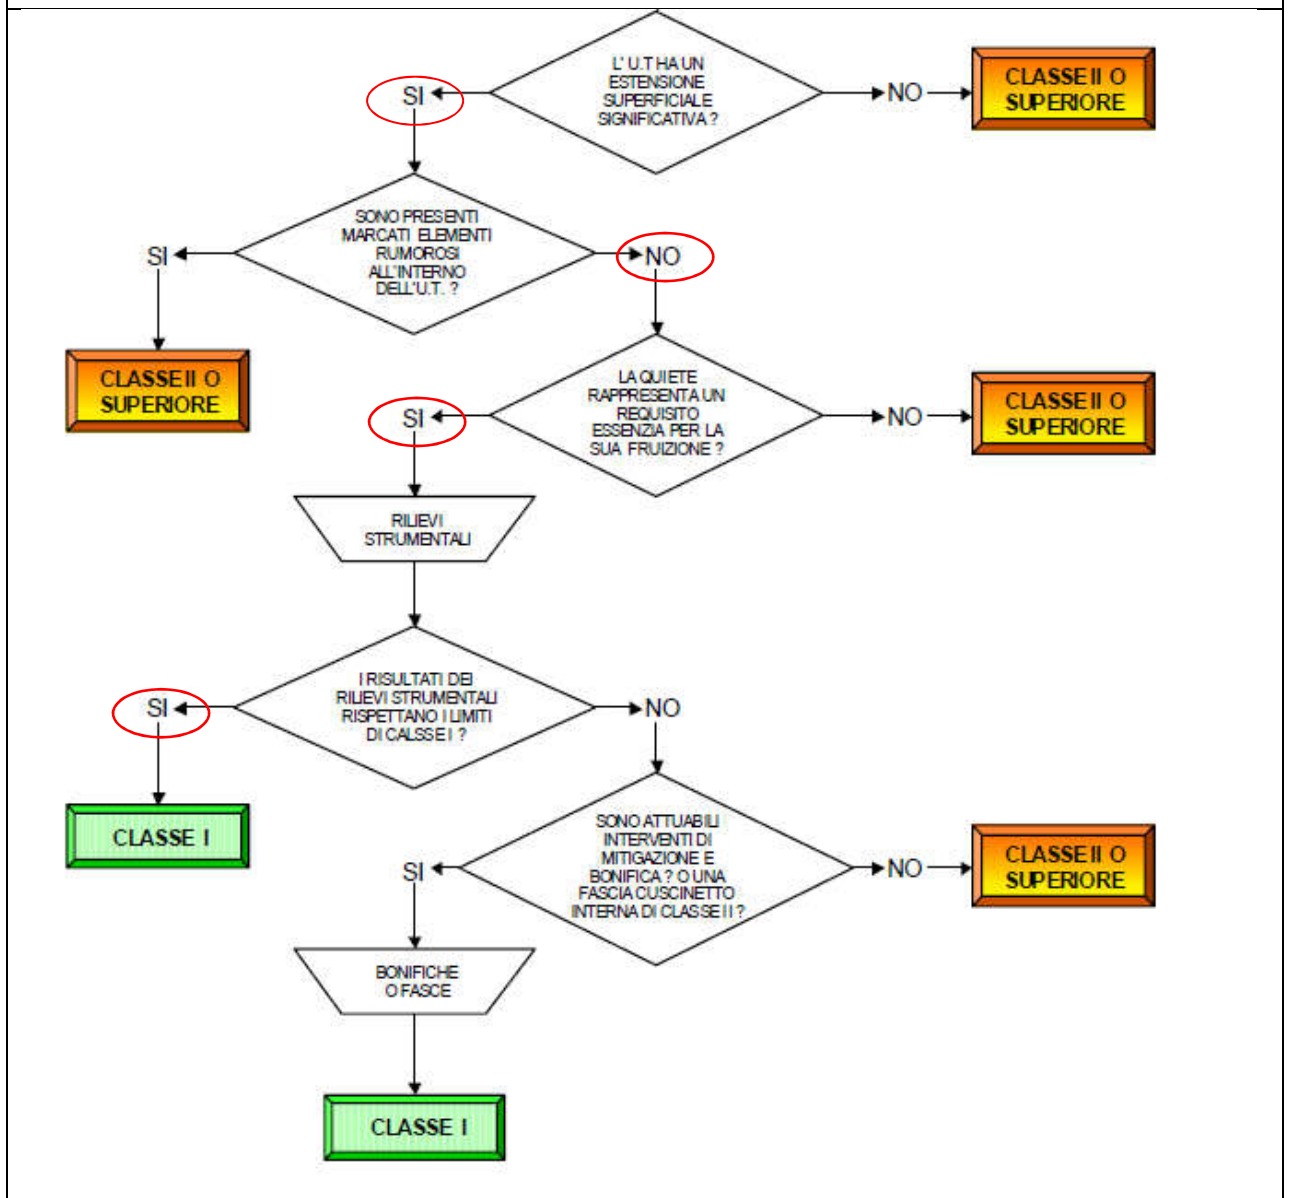 L' U.T HA UN
ESTENSIONE
SUPERFICIALE
SIGNIFICATIVA ?
SI
NO
CLASSE II O
SUPERIORE
SONO PRESENTI
MARCATI ELEMENTI
RUMOROSI
ALL'INTERNO
DELL'U.T. ?
SI
NO
CLASSE II O
SUPERIORE
LA QUIETE
RAPPRESENTA UN
REQUISITO
ESSENZIA PER LA
SUA FRUIZIONE ?
SI
NO
CLASSE II O
SUPERIORE
RILIEVI
STRUMENTALI
I RISULTATI DEI
RILIEVI STRUMENTALI
RISPETTANO I LIMITI
DI CALSSE I ?
SI
NO
CLASSE I
SONO ATTUABILI
INTERVENTI DI
MITIGAZIONE E
BONIFICA ? O UNA
FASCIA CUSCINETTO
INTERNA DI CLASSE II ?
SI
NO
CLASSE II O
SUPERIORE
BONIFICHE
O FASCE
CLASSE I